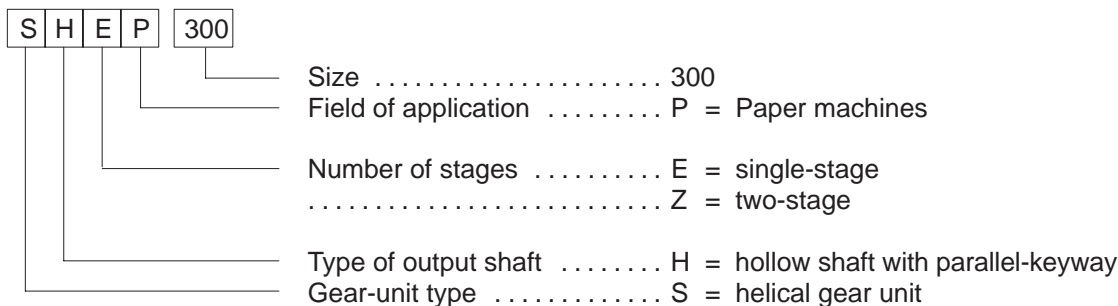 S H E P 300
Size . . . . . . . . . . . . . . . . . . . . . . 300
Field of application . . . . . . . . . P = Paper machines
Number of stages . . . . . . . . . . E = single-stage
. . . . . . . . . . . . . . . . . . . . . . . . . . . Z = two-stage
Type of output shaft . . . . . . . . H = hollow shaft with parallel-keyway
Gear-unit type . . . . . . . . . . . . . S = helical gear unit